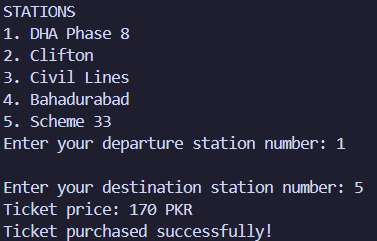 STATIONS
1. DHA Phase 8
2. Clifton
3. Civil Lines
4. Bahadurabad
5. Scheme 33
Enter your departure station number: 1
Enter your destination station number: 5
Ticket price: 170 PKR
Ticket purchased successfully!